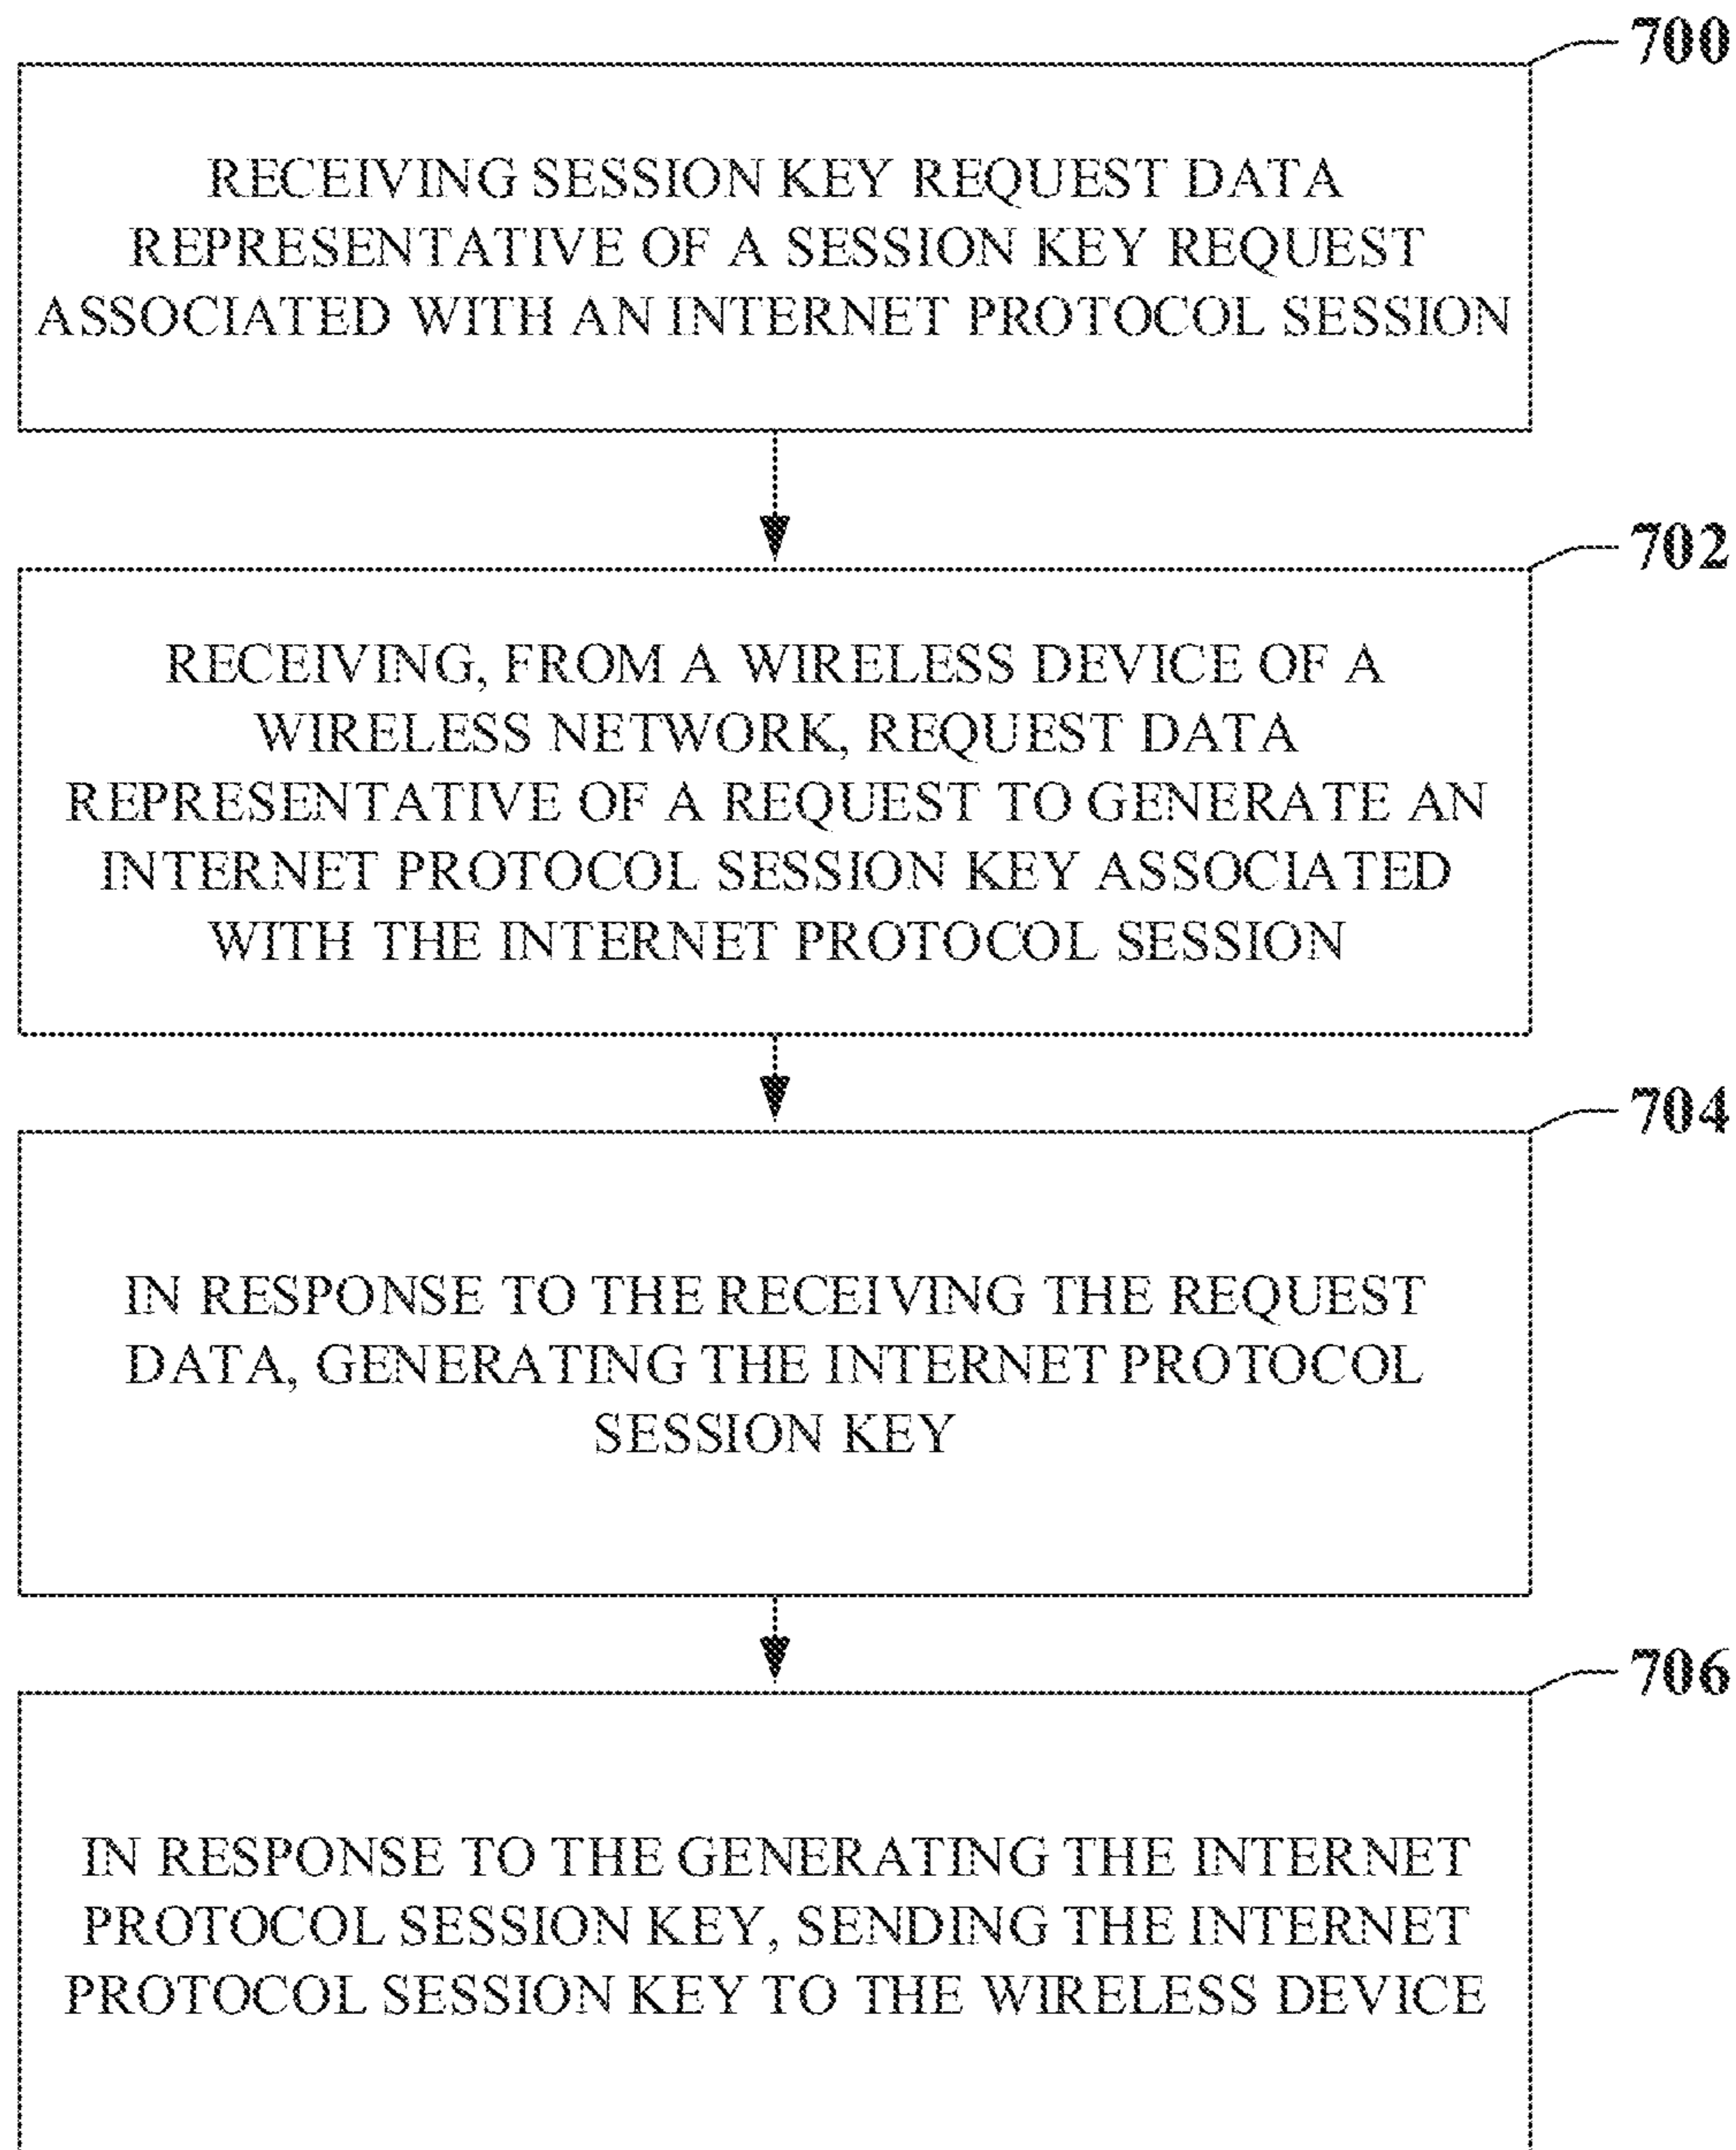 700
RECEIVING SESSION KEY REQUEST DATA
REPRESENTATIVE OF A SESSION KEY REQUEST
ASSOCIATED WITH AN INTERNET PROTOCOL SESSION
702
RECEIVING, FROM A WIRELESS DEVICE OF A
WIRELESS NETWORK, REQUEST DATA
REPRESENTATIVE OF A REQUEST TO GENERATE AN
INTERNET PROTOCOL SESSION KEY ASSOCIATED
WITH THE INTERNET PROTOCOL SESSION
704
IN RESPONSE TO THE RECEIVING THE REQUEST
DATA, GENERATING THE INTERNET PROTOCOL
SESSION KEY
706
IN RESPONSE TO THE GENERATING THE INTERNET
PROTOCOL SESSION KEY, SENDING THE INTERNET
PROTOCOL SESSION KEY TO THE WIRELESS DEVICE